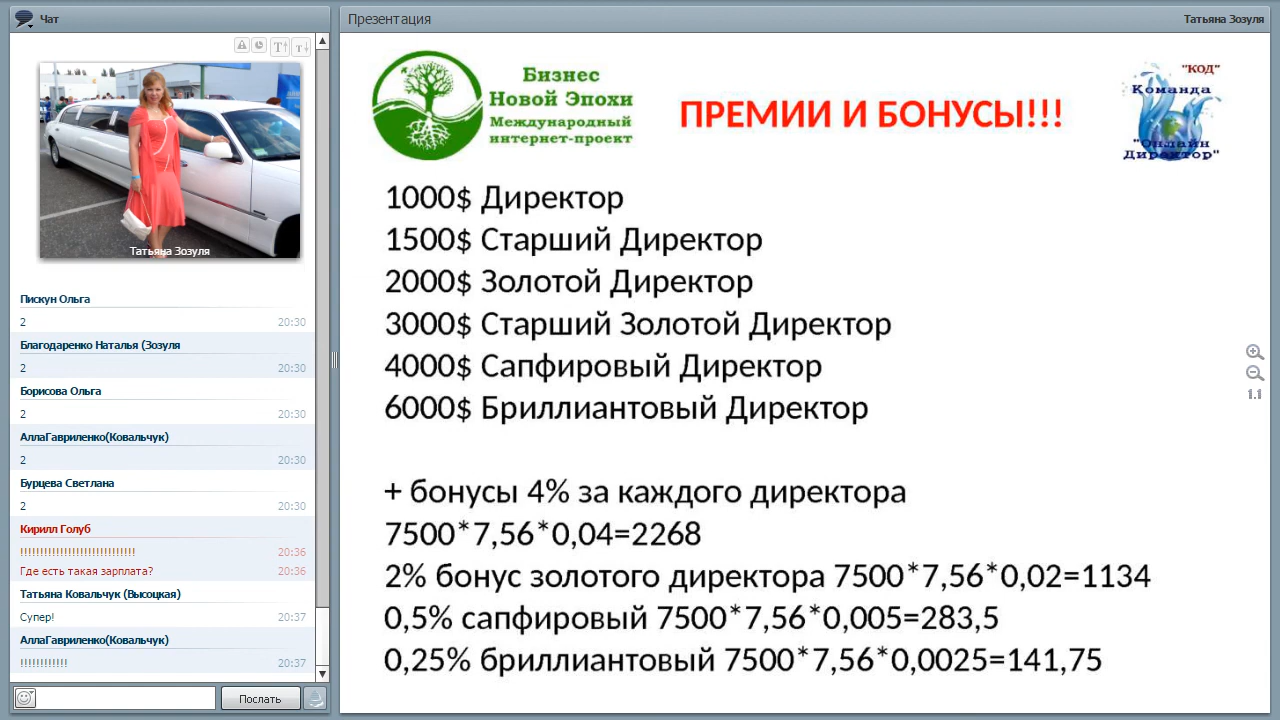 Чат
Татьяна Зозуля
Пискун Ольга
2 20:30
Благодаренко Наталья (Зозуля
2 20:30
Борисова Ольга
2 20:30
АллаГавриленко(Ковальчук)
2 20:30
Бурцева Светлана
2 20:30
Кирилл Голуб
!!!!!!!!!!!!!!!!!!!!!!!!!!!!! 20:36
Где есть такая зарплата? 20:36
Татьяна Ковальчук (Высоцкая)
Супер! 20:37
АллаГавриленко(Ковальчук)
!!!!!!!!!!!! 20:37
Послать
Презентация
Татьяна Зозуля
Бизнес
Новой Эпохи
Международный
интернет-проект
ПРЕМИИ И БОНУСЫ!!!
"КОД"
Команда
"Онлайн
Директор"
1000$ Директор
1500$ Старший Директор
2000$ Золотой Директор
3000$ Старший Золотой Директор
4000$ Сапфировый Директор
6000$ Бриллиантовый Директор
+ бонусы 4% за каждого директора
7500*7,56*0,04=2268
2% бонус золотого директора 7500*7,56*0,02=1134
0,5% сапфировый 7500*7,56*0,005=283,5
0,25% бриллиантовый 7500*7,56*0,0025=141,75
1.1